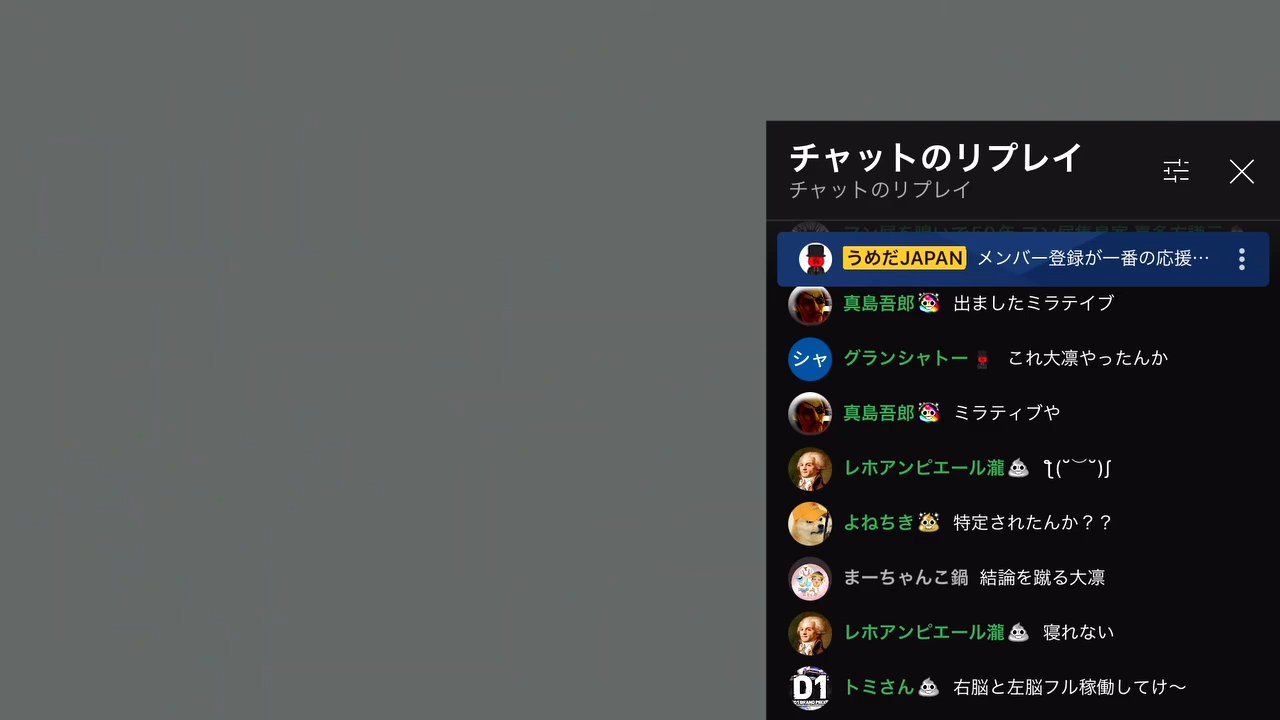 チャットのリプレイ
チャットのリプレイ
うめだJAPAN メンバー登録が一番の応援…
真島吾郎 出ましたミラテイブ
シャ グランシャトー これ大凛やったんか
真島吾郎 ミラティブや
レホアンピエール瀧 ƪ(˘⌣˘)ʃ
よねちき 特定されたんか？？
まーちゃんこ鍋 結論を蹴る大凛
レホアンピエール瀧 寝れない
D1 トミさん 右脳と左脳フル稼働してけ〜